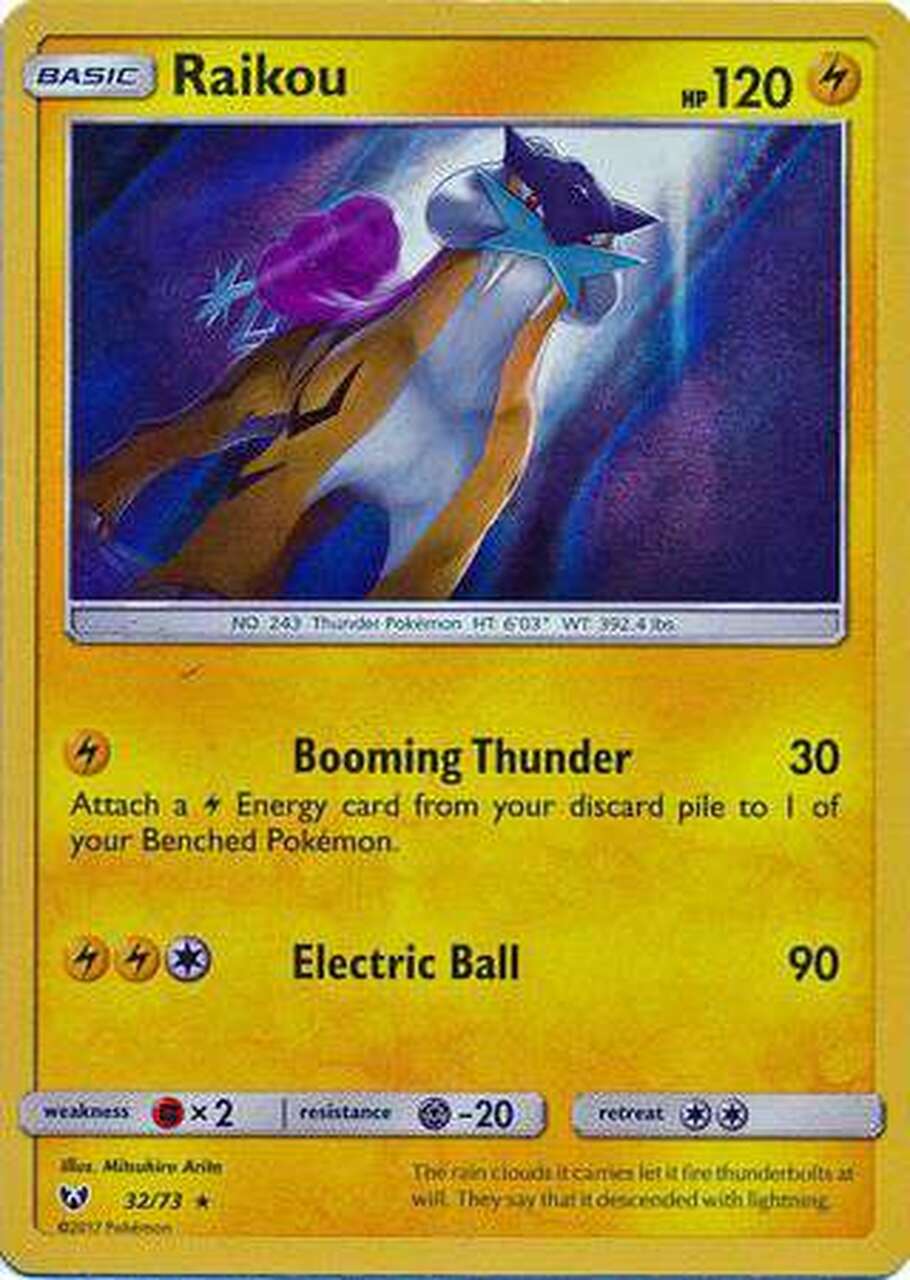 BASIC Raikou HP 120
NO 243 Thunder Pokémon HT 6'03" WT 392.4 lbs.
Booming Thunder 30
Attach a Energy card from your discard pile to 1 of
your Benched Pokémon.
Electric Ball 90
weakness ×2 resistance -20 retreat
Illus. Mitsuhiro Arita
32/73
©2017 Pokémon
The rain clouds it carries let it fire thunderbolts at
will. They say that it descended with lightning.